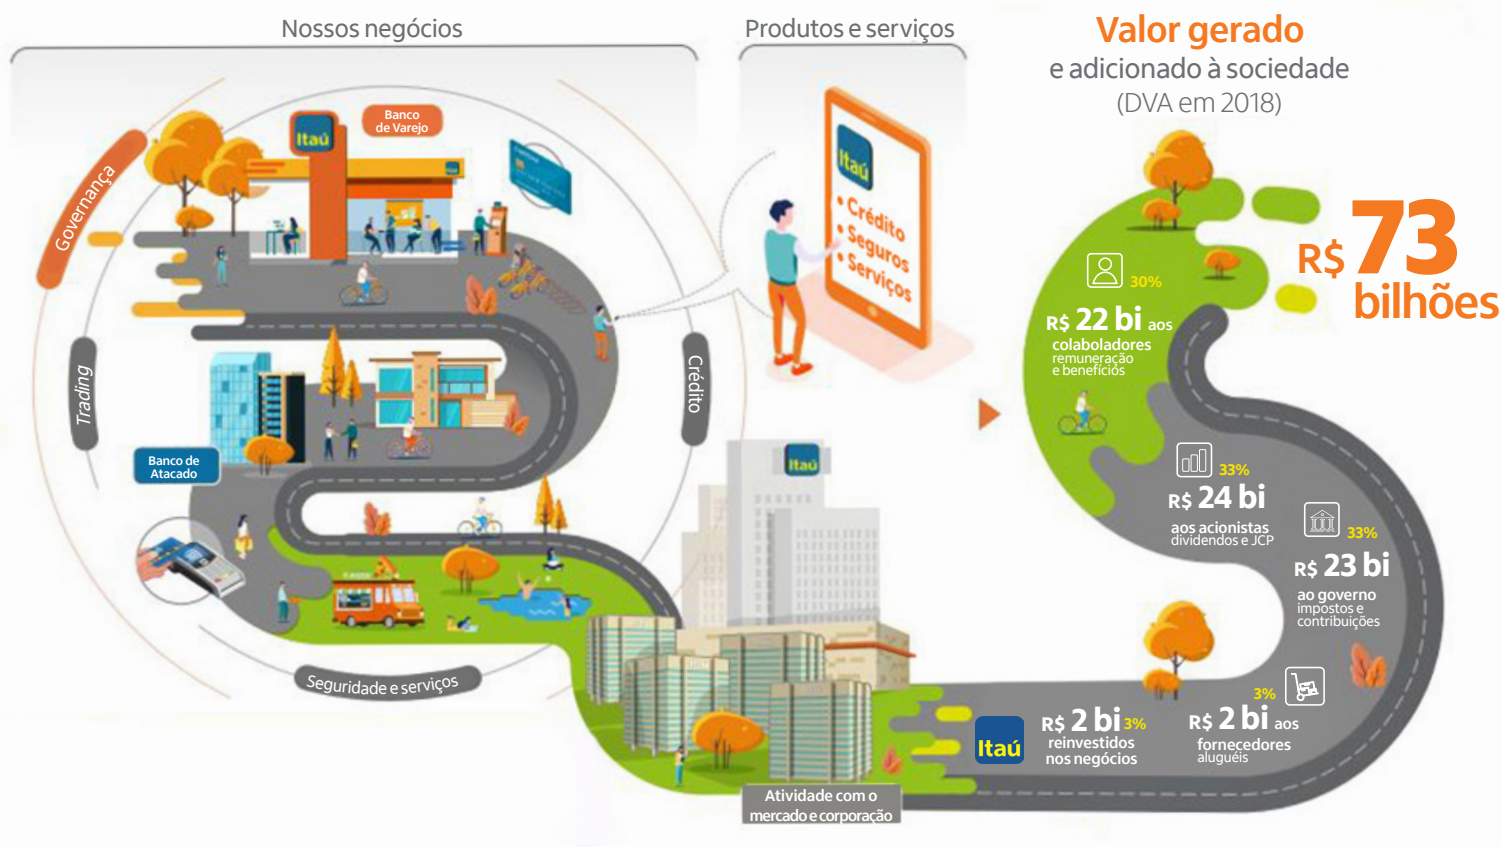 Nossos negócios
Produtos e serviços
Valor gerado
e adicionado à sociedade
(DVA em 2018)
Banco
de Varejo
Itaú
Governança
Trading
Crédito
Banco de
Atacado
Seguridade e serviços
Itaú
• Crédito
• Seguros
• Serviços
Itaú
Atividade com o
mercado e corporação
R$ 73
bilhões
30%
R$ 22 bi aos
colaboladores
remuneração
e benefícios
33%
R$ 24 bi
aos acionistas
dividendos e JCP
33%
R$ 23 bi
ao governo
impostos e
contribuições
3%
R$ 2 bi aos
fornecedores
aluguéis
R$ 2 bi 3%
reinvestidos
nos negócios
Itaú